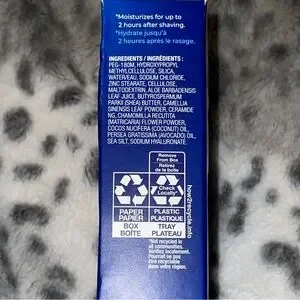 *Moisturizes for up to
2 hours after shaving.
*Hydrate jusqu'à
2 heures après le rasage.
INGREDIENTS / INGRÉDIENTS :
PEG-180M, HYDROXYPROPYL
METHYLCELLULOSE, SILICA,
WATER/EAU, SODIUM CHLORIDE,
ZINC STEARATE, CELLULOSE,
MALTODEXTRIN, ALOE BARBADENSIS
LEAF JUICE, BUTYROSPERMUM
PARKII (SHEA) BUTTER, CAMELLIA
SINENSIS LEAF POWDER, CERAMIDE
NG, CHAMOMILLA RECUTITA
(MATRICARIA) FLOWER POWDER,
COCOS NUCIFERA (COCONUT) OIL,
PERSEA GRATISSIMA (AVOCADO) OIL,
SEA SILT, SODIUM HYALURONATE.
Remove
From Box
Retirez
de la boîte
Check
Locally*
PAPER
PAPIER
BOX
BOÎTE
PLASTIC
PLASTIQUE
TRAY
PLATEAU
*Not recycled in
all communities.
Vérifiez localement.
Pourrait ne pas être
recyclable dans
votre région.
how2recycle.info